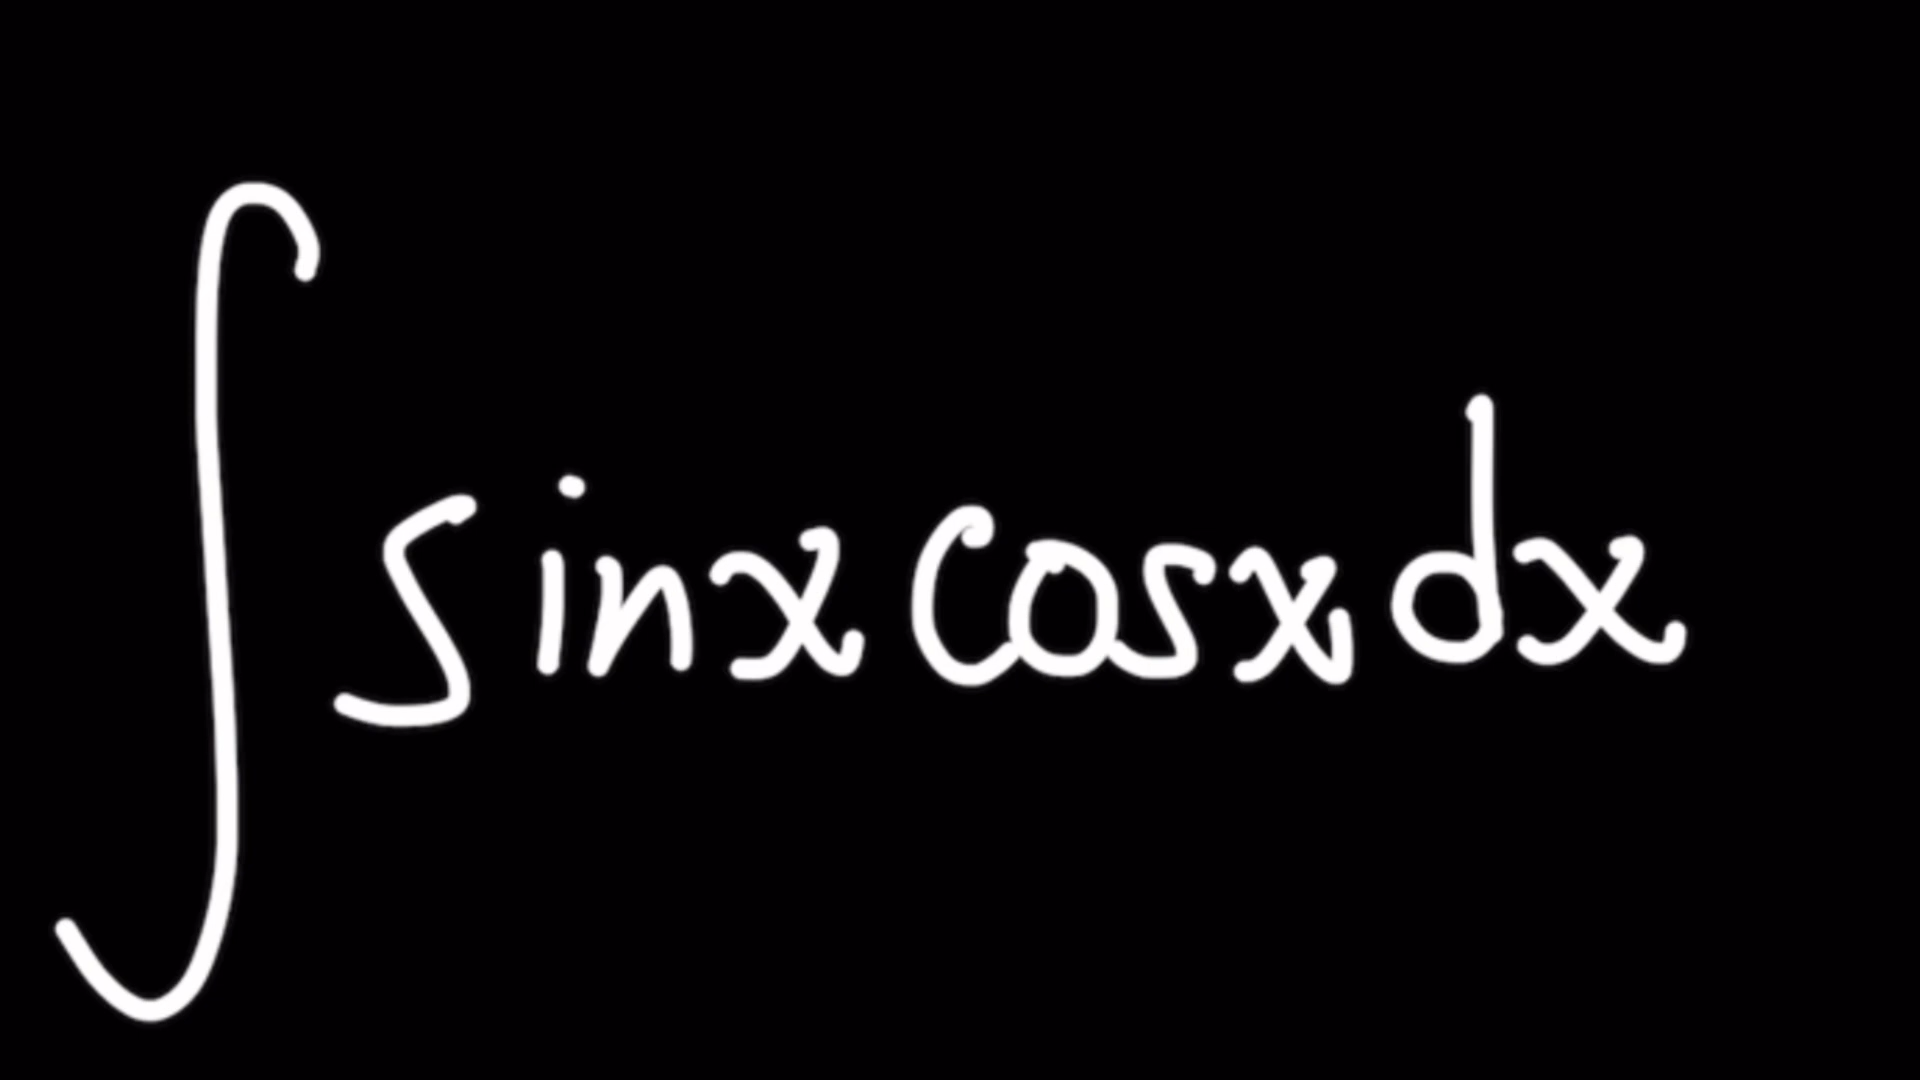 ∫ sinx cosx dx